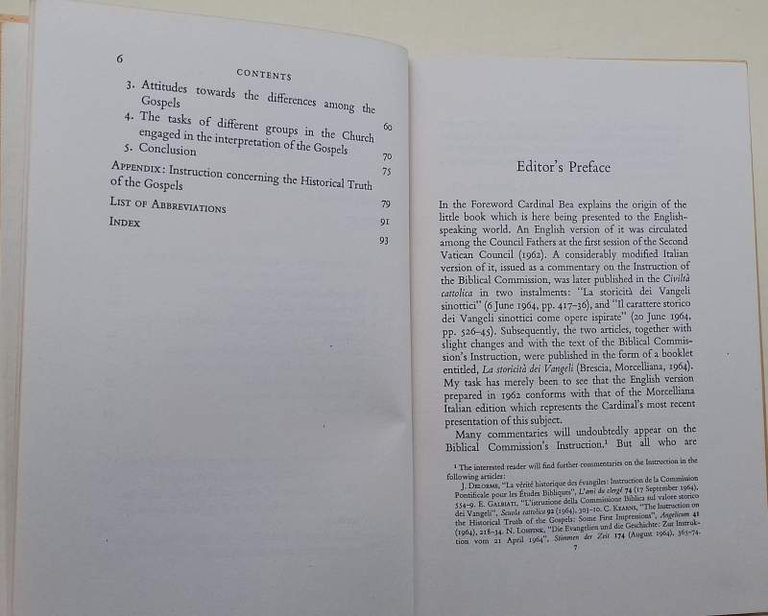 6
CONTENTS
3. Attitudes towards the differences among the
Gospels 60
4. The tasks of different groups in the Church
engaged in the interpretation of the Gospels 70
5. Conclusion 75
APPENDIX: Instruction concerning the Historical Truth
of the Gospels 79
LIST OF ABBREVIATIONS 91
INDEX 93
Editor's Preface
In the Foreword Cardinal Bea explains the origin of the
little book which is here being presented to the English-
speaking world. An English version of it was circulated
among the Council Fathers at the first session of the Second
Vatican Council (1962). A considerably modified Italian
version of it, issued as a commentary on the Instruction of
the Biblical Commission, was later published in the Civiltà
cattolica in two instalments: "La storicità dei Vangeli
sinottici" (6 June 1964, pp. 417-36), and "Il carattere storico
dei Vangeli sinottici come opere ispirate" (20 June 1964,
pp. 526-45). Subsequently, the two articles, together with
slight changes and with the text of the Biblical Commis-
sion's Instruction, were published in the form of a booklet
entitled, La storicità dei Vangeli (Brescia, Morcelliana, 1964).
My task has merely been to see that the English version
prepared in 1962 conforms with that of the Morcelliana
Italian edition which represents the Cardinal's most recent
presentation of this subject.
Many commentaries will undoubtedly appear on the
Biblical Commission's Instruction.¹ But all who are
¹ The interested reader will find further commentaries on the Instruction in the
following articles:
J. DELORME, "La vérité historique des évangiles: Instruction de la Commission
Pontificale pour les Études Bibliques", L'ami du clergé 74 (17 September 1964),
554-9. E. GALBIATI, "L'istruzione della Commissione Biblica sul valore storico
dei Vangeli", Scuola cattolica 92 (1964), 303-10. C. KEARNS, "The Instruction on
the Historical Truth of the Gospels: Some First Impressions", Angelicum 41
(1964), 218-34. N. LOHFINK, "Die Evangelien und die Geschichte: Zur Instruk-
tion vom 21 April 1964", Stimmen der Zeit 174 (August 1964), 365-74.
7